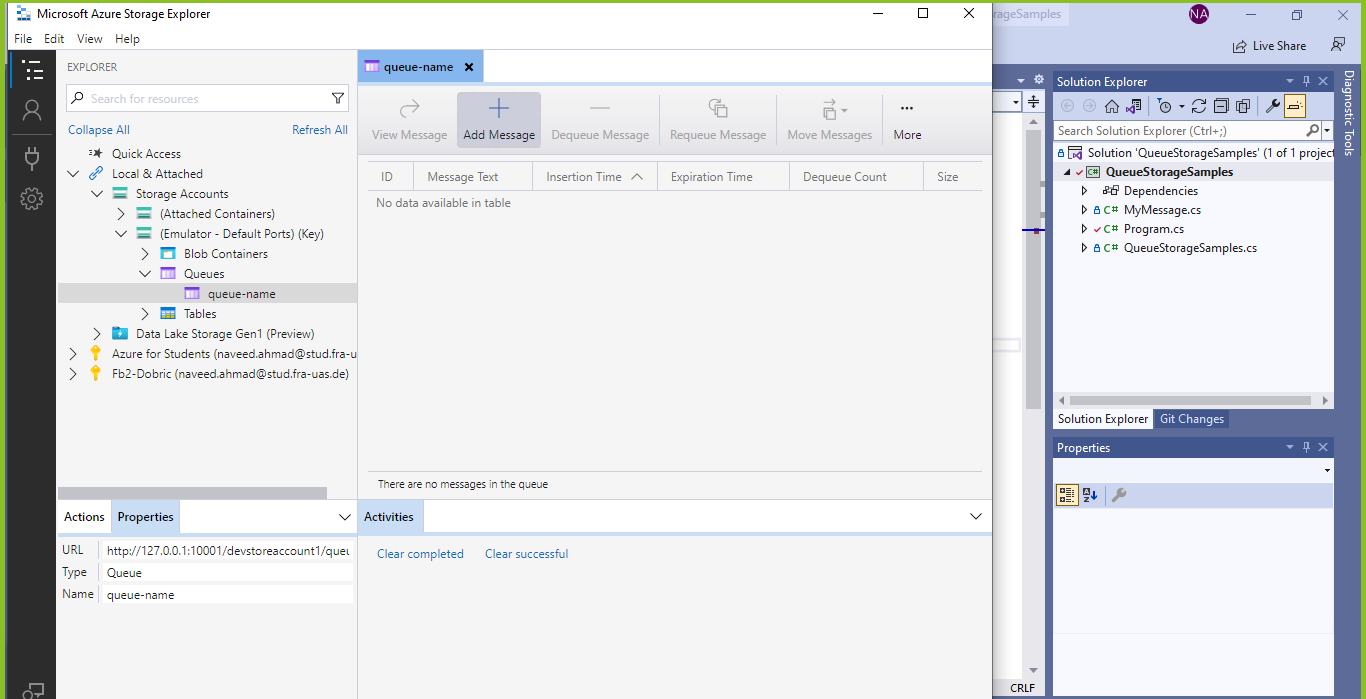 Microsoft Azure Storage Explorer
File Edit View Help
EXPLORER
Search for resources
Collapse All Refresh All
Quick Access
Local & Attached
Storage Accounts
(Attached Containers)
(Emulator - Default Ports) (Key)
Blob Containers
Queues
queue-name
Tables
Data Lake Storage Gen1 (Preview)
Azure for Students (naveed.ahmad@stud.fra-u
Fb2-Dobric (naveed.ahmad@stud.fra-uas.de)
Actions Properties
URL http://127.0.0.1:10001/devstoreaccount1/queu
Type Queue
Name queue-name
queue-name
View Message Add Message Dequeue Message Requeue Message Move Messages More
ID Message Text Insertion Time Expiration Time Dequeue Count Size
No data available in table
There are no messages in the queue
Activities
Clear completed Clear successful
rageSamples NA
Live Share
Solution Explorer
Search Solution Explorer (Ctrl+;)
Solution 'QueueStorageSamples' (1 of 1 project
C# QueueStorageSamples
Dependencies
C# MyMessage.cs
C# Program.cs
C# QueueStorageSamples.cs
Solution Explorer Git Changes
Properties
A
Z
CRLF
Diagnostic Tools